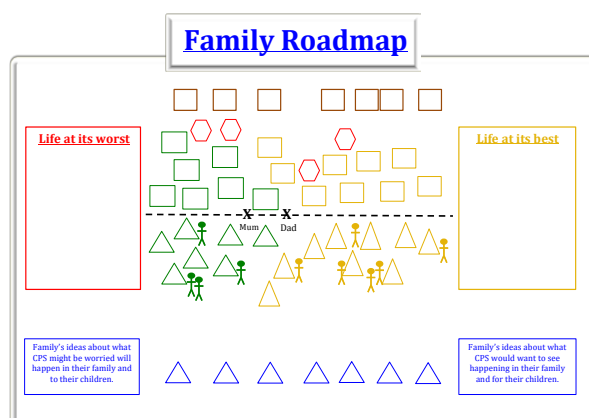 Family Roadmap
Life at its worst
Life at its best
X
X
Mum
Dad
Family's ideas about what
CPS might be worried will
happen in their family and
to their children.
Family's ideas about what
CPS would want to see
happening in their family
and for their children.